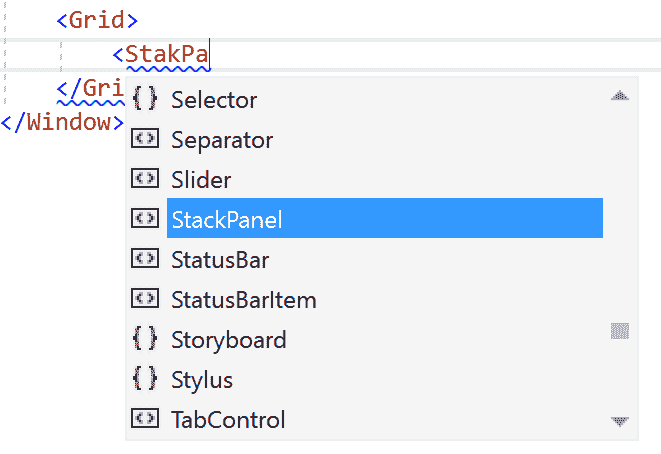 <Grid>
<StakPa
</Gri
</Window>
{} Selector
Separator
Slider
StackPanel
StatusBar
StatusBarItem
{} Storyboard
{} Stylus
TabControl